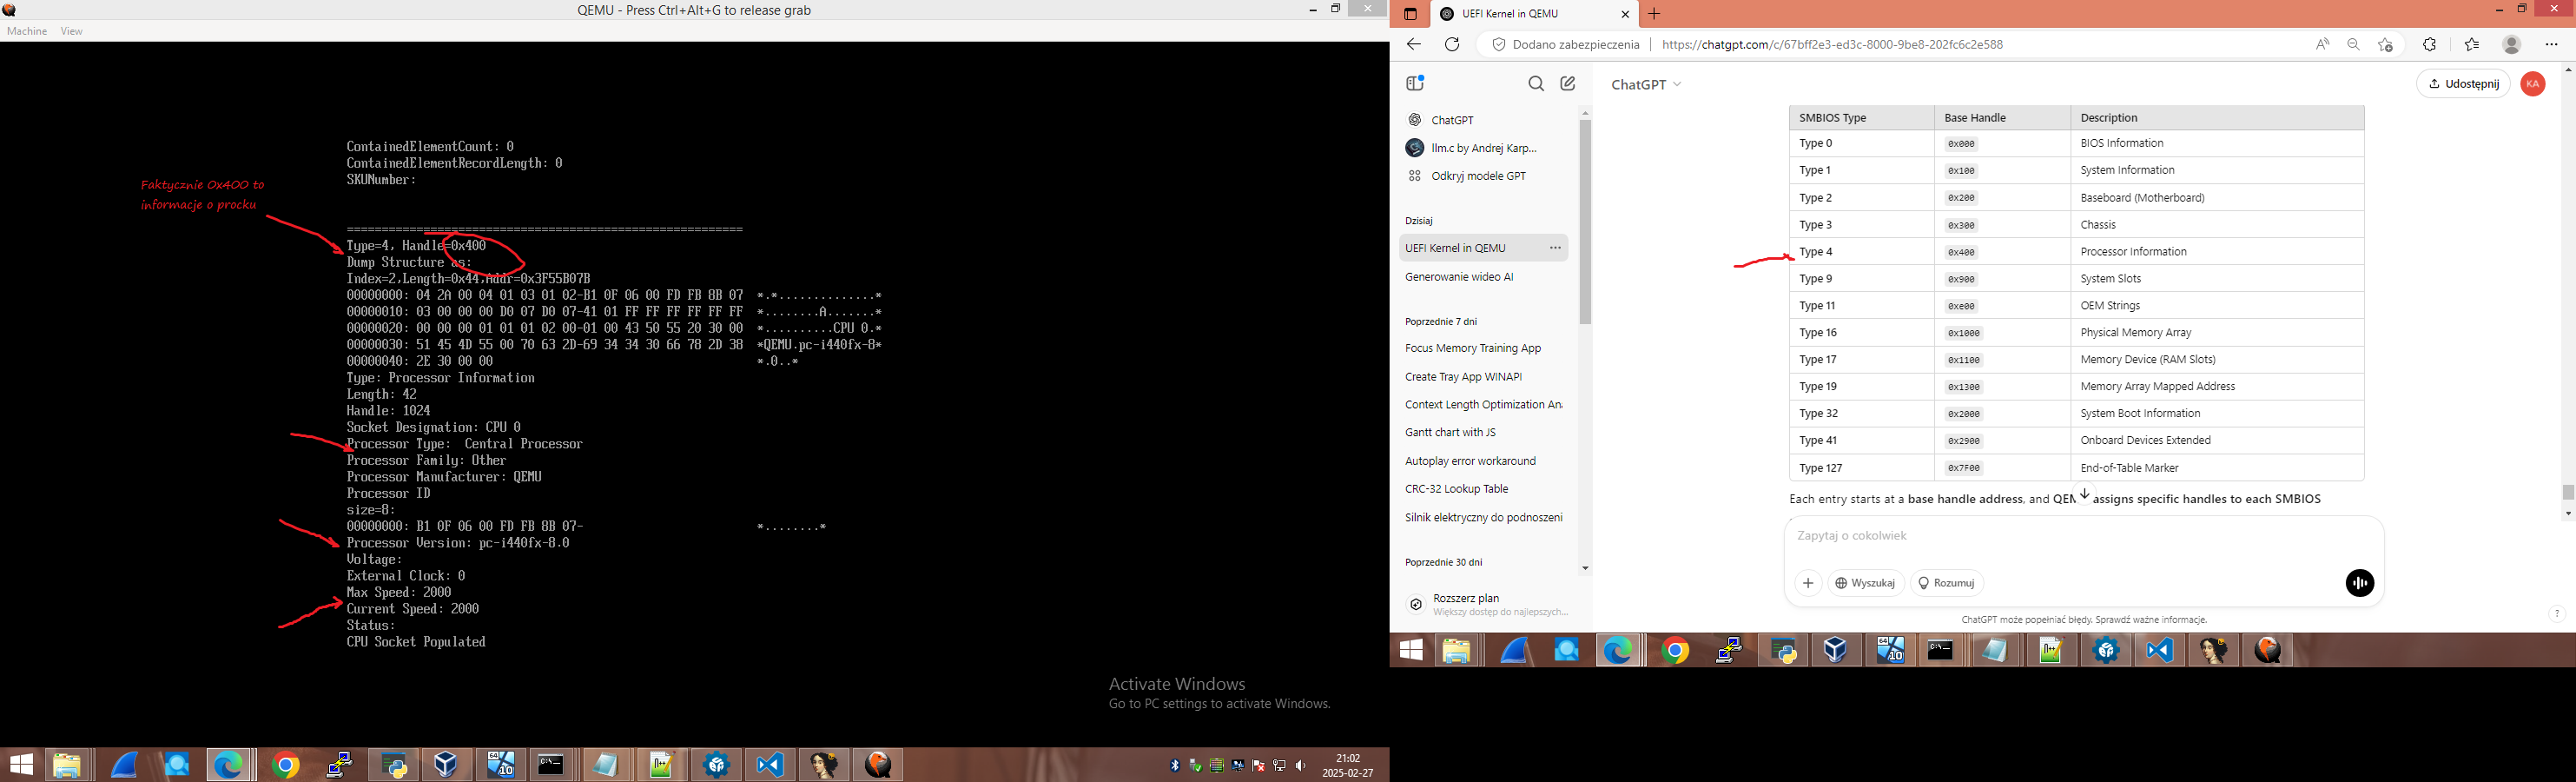 QEMU - Press Ctrl+Alt+G to release grab
Machine View
ContainedElementCount: 0
ContainedElementRecordLength: 0
SKUNumber:
Faktycznie 0x400 to
informacje o procku
=========================================================
Type=4, Handle=0x400
Dump Structure as:
Index=2,Length=0x44,Addr=0x3F55B07B
00000000: 04 2A 00 04 01 03 01 02-B1 0F 06 00 FD FB 8B 07 *.*..............*
00000010: 03 00 00 00 D0 07 D0 07-41 01 FF FF FF FF FF FF *........A.......*
00000020: 00 00 00 01 01 01 02 00-01 00 43 50 55 20 30 00 *..........CPU 0.*
00000030: 51 45 4D 55 00 70 63 2D-69 34 34 30 66 78 2D 38 *QEMU.pc-i440fx-8*
00000040: 2E 30 00 00 *.0..*
Type: Processor Information
Length: 42
Handle: 1024
Socket Designation: CPU 0
Processor Type: Central Processor
Processor Family: Other
Processor Manufacturer: QEMU
Processor ID
size=8:
00000000: B1 0F 06 00 FD FB 8B 07- *........*
Processor Version: pc-i440fx-8.0
Voltage:
External Clock: 0
Max Speed: 2000
Current Speed: 2000
Status:
CPU Socket Populated
Activate Windows
Go to PC settings to activate Windows.
21:02
2025-02-27
UEFI Kernel in QEMU
Dodano zabezpieczenia https://chatgpt.com/c/67bff2e3-ed3c-8000-9be8-202fc6c2e588
ChatGPT
Udostępnij
KA
ChatGPT
llm.c by Andrej Karp...
Odkryj modele GPT
Dzisiaj
UEFI Kernel in QEMU
Generowanie wideo AI
Poprzednie 7 dni
Focus Memory Training App
Create Tray App WINAPI
Context Length Optimization An
Gantt chart with JS
Autoplay error workaround
CRC-32 Lookup Table
Silnik elektryczny do podnoszeni
Poprzednie 30 dni
Rozszerz plan
Większy dostęp do najlepszych...
SMBIOS Type Base Handle Description
Type 0 0x000 BIOS Information
Type 1 0x100 System Information
Type 2 0x200 Baseboard (Motherboard)
Type 3 0x300 Chassis
Type 4 0x400 Processor Information
Type 9 0x900 System Slots
Type 11 0xe00 OEM Strings
Type 16 0x1000 Physical Memory Array
Type 17 0x1100 Memory Device (RAM Slots)
Type 19 0x1300 Memory Array Mapped Address
Type 32 0x2000 System Boot Information
Type 41 0x2900 Onboard Devices Extended
Type 127 0x7F00 End-of-Table Marker
Each entry starts at a base handle address, and QEM assigns specific handles to each SMBIOS
Zapytaj o cokolwiek
Wyszukaj
Rozumuj
ChatGPT może popełniać błędy. Sprawdź ważne informacje.
?